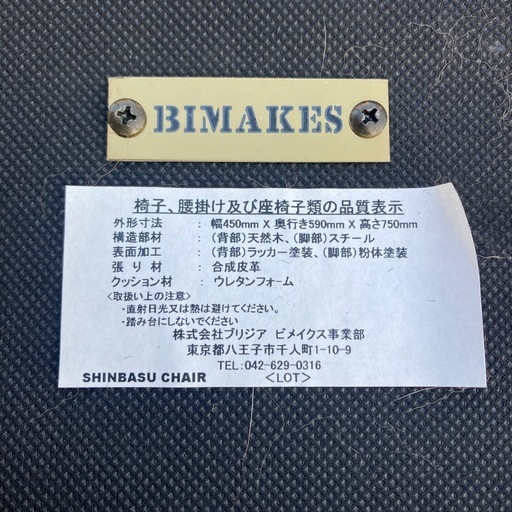 BIMAKES
椅子、腰掛け及び座椅子類の品質表示
外形寸法 : 幅450mm X 奥行き590mm X 高さ750mm
構造部材 : (背部)天然木、(脚部)スチール
表面加工 : (背部)ラッカー塗装、(脚部)粉体塗装
張り材 : 合成皮革
クッション材 : ウレタンフォーム
<取扱い上の注意>
・直射日光又は熱は避けてください。
・踏み台にしないでください
株式会社ブリジア ビメイクス事業部
東京都八王子市千人町1-10-9
TEL:042-629-0316
SHINBASU CHAIR <LOT>